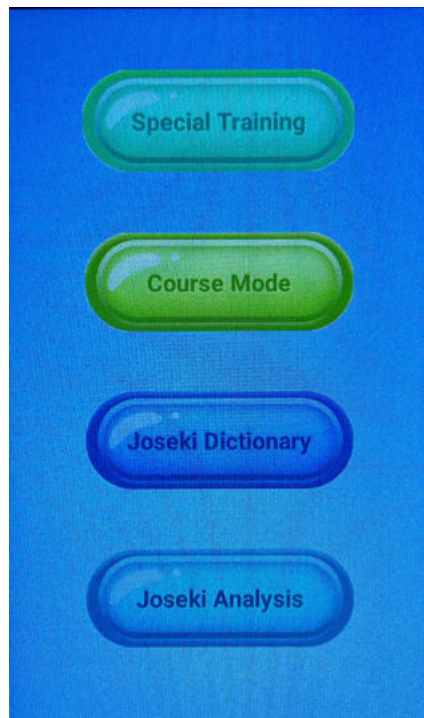 Special Training
Course Mode
Joseki Dictionary
Joseki Analysis